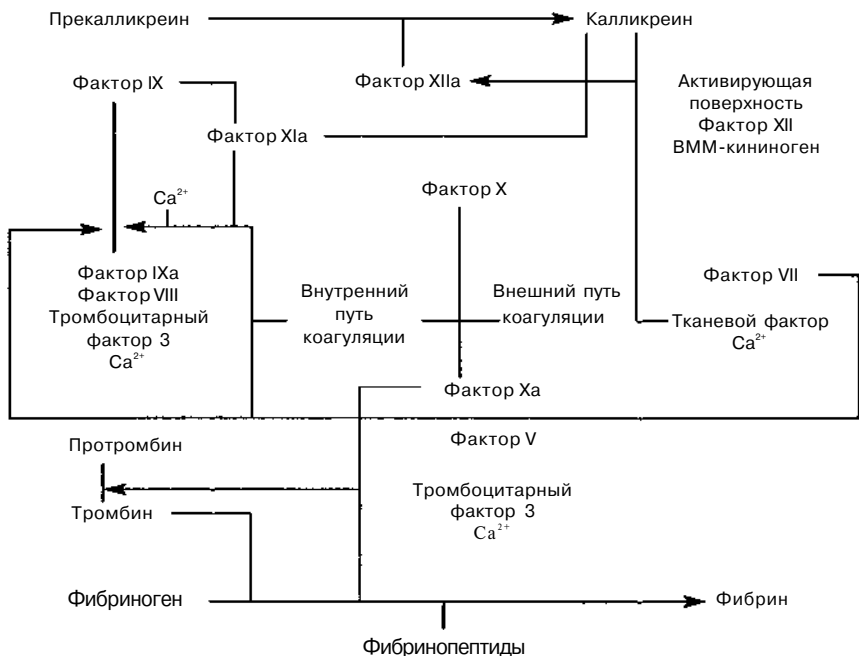 Прекалликреин
Калликреин
Фактор IX
Фактор XIIa
Активирующая
поверхность
Фактор XII
ВММ-кининоген
Фактор XIa
Ca²⁺
Фактор X
Фактор IXa
Фактор VIII
Тромбоцитарный
фактор 3
Ca²⁺
Внутренний
путь
коагуляции
Внешний путь
коагуляции
Фактор VII
Тканевой фактор
Ca²⁺
Фактор Xa
Фактор V
Протромбин
Тромбоцитарный
фактор 3
Ca²⁺
Тромбин
Фибриноген
Фибрин
Фибринопептиды